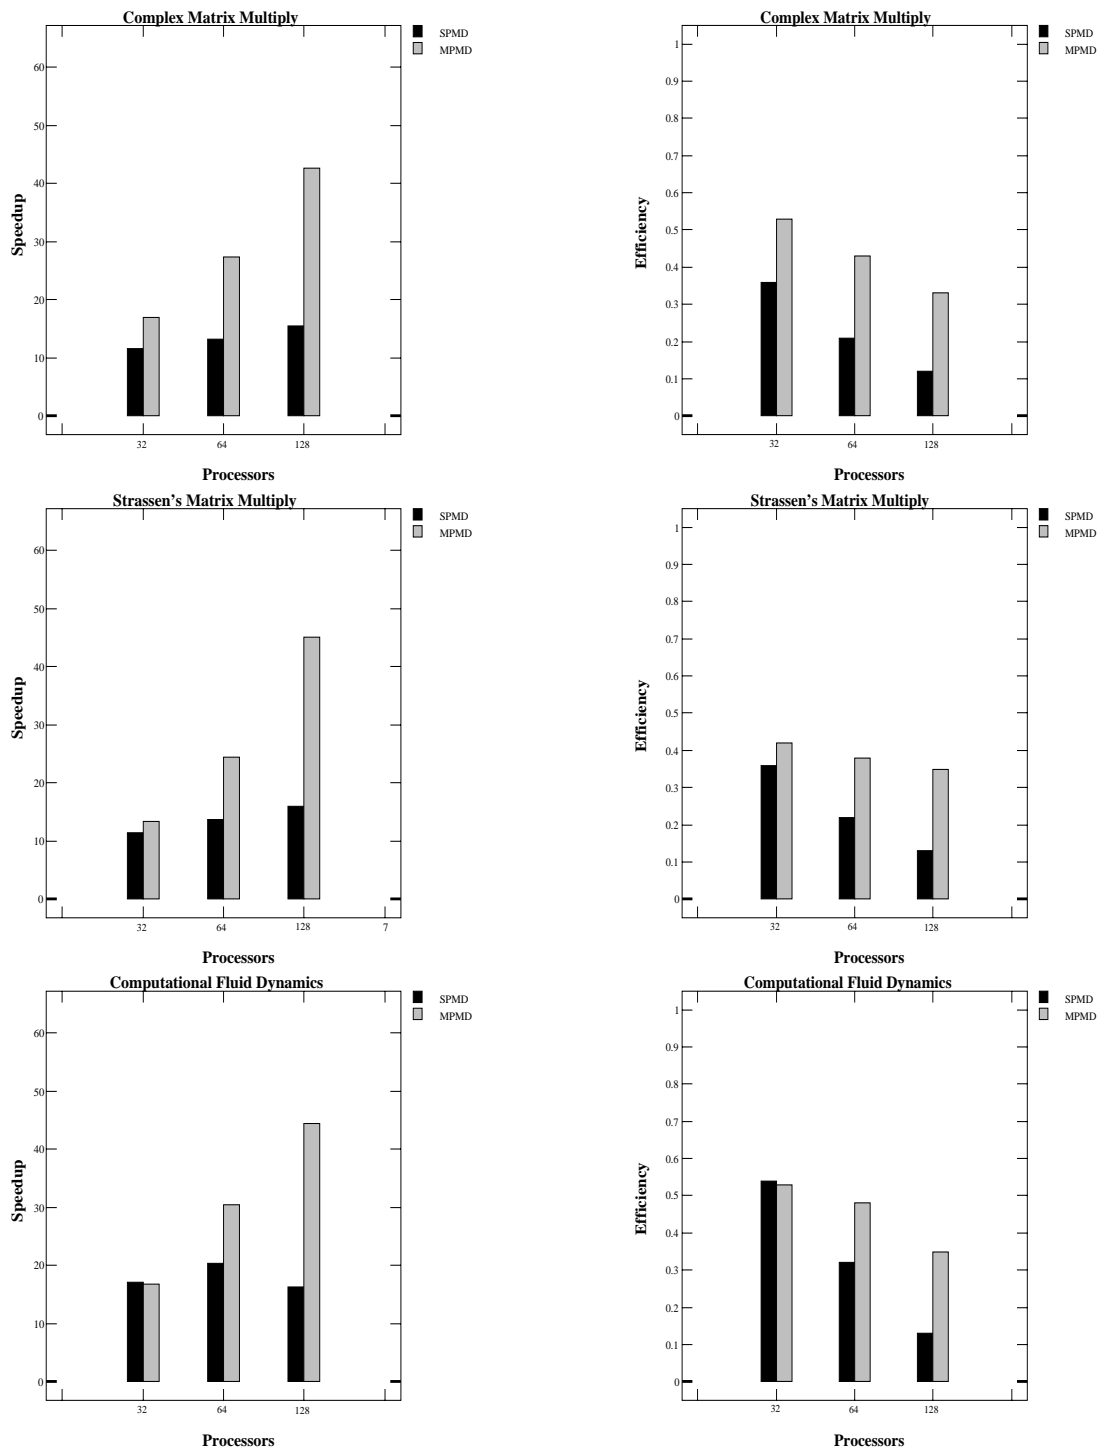 Complex Matrix Multiply
SPMD
MPMD
60
50
40
30
20
10
0
Speedup
32 64 128
Processors
Complex Matrix Multiply
SPMD
MPMD
1
0.9
0.8
0.7
0.6
0.5
0.4
0.3
0.2
0.1
0
Efficiency
32 64 128
Processors
Strassen's Matrix Multiply
SPMD
MPMD
60
50
40
30
20
10
0
Speedup
32 64 128 7
Processors
Strassen's Matrix Multiply
SPMD
MPMD
1
0.9
0.8
0.7
0.6
0.5
0.4
0.3
0.2
0.1
0
Efficiency
32 64 128
Processors
Computational Fluid Dynamics
SPMD
MPMD
60
50
40
30
20
10
0
Speedup
32 64 128
Processors
Computational Fluid Dynamics
SPMD
MPMD
1
0.9
0.8
0.7
0.6
0.5
0.4
0.3
0.2
0.1
0
Efficiency
32 64 128
Processors